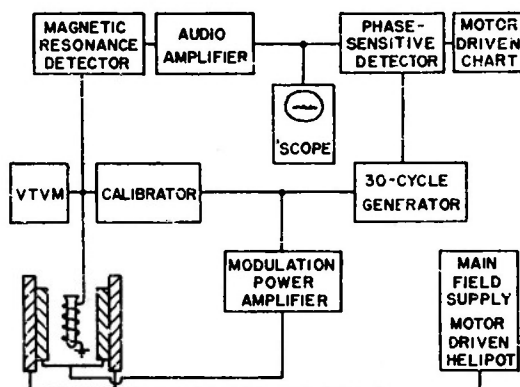 MAGNETIC
RESONANCE
DETECTOR
AUDIO
AMPLIFIER
PHASE-
SENSITIVE
DETECTOR
MOTOR
DRIVEN
CHART
'SCOPE
VTVM
CALIBRATOR
30-CYCLE
GENERATOR
MODULATION
POWER
AMPLIFIER
MAIN
FIELD
SUPPLY
MOTOR
DRIVEN
HELIPOT